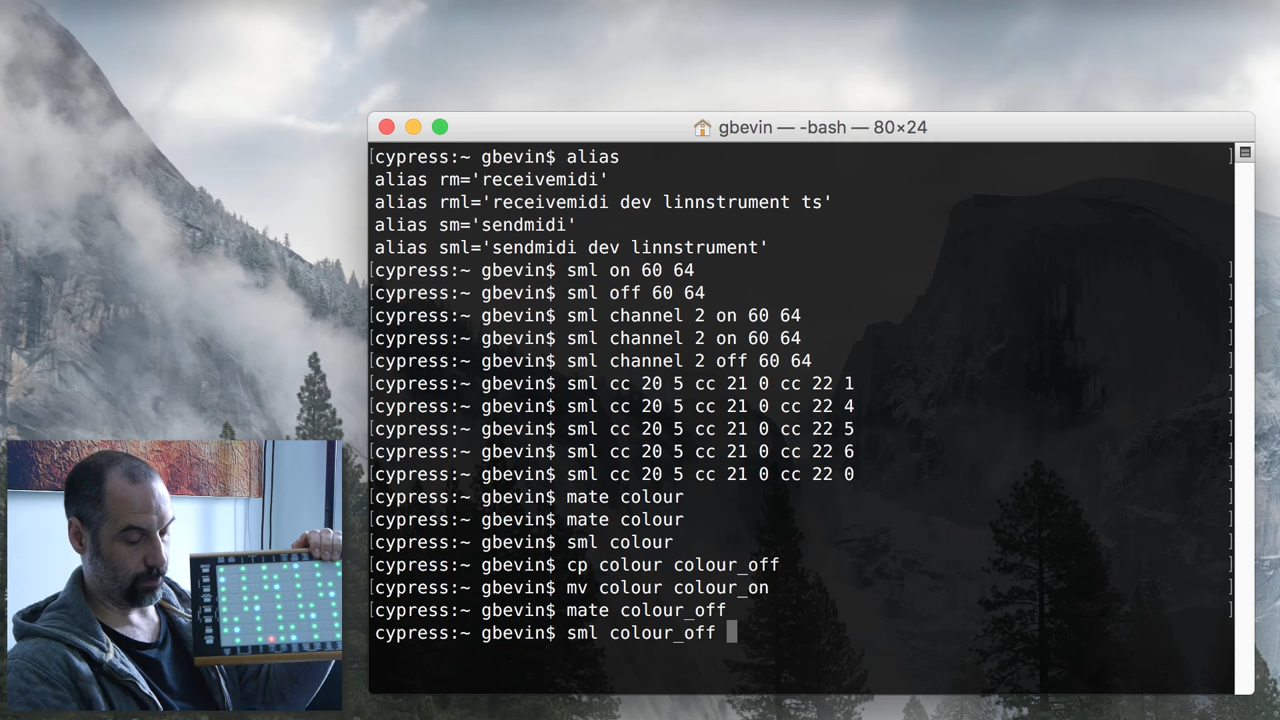 gbevin — -bash — 80×24
[cypress:~ gbevin$ alias ]
alias rm='receivemidi'
alias rml='receivemidi dev linnstrument ts'
alias sm='sendmidi'
alias sml='sendmidi dev linnstrument'
[cypress:~ gbevin$ sml on 60 64 ]
[cypress:~ gbevin$ sml off 60 64 ]
[cypress:~ gbevin$ sml channel 2 on 60 64 ]
[cypress:~ gbevin$ sml channel 2 on 60 64 ]
[cypress:~ gbevin$ sml channel 2 off 60 64 ]
[cypress:~ gbevin$ sml cc 20 5 cc 21 0 cc 22 1 ]
[cypress:~ gbevin$ sml cc 20 5 cc 21 0 cc 22 4 ]
[cypress:~ gbevin$ sml cc 20 5 cc 21 0 cc 22 5 ]
[cypress:~ gbevin$ sml cc 20 5 cc 21 0 cc 22 6 ]
[cypress:~ gbevin$ sml cc 20 5 cc 21 0 cc 22 0 ]
[cypress:~ gbevin$ mate colour ]
[cypress:~ gbevin$ mate colour ]
[cypress:~ gbevin$ sml colour ]
[cypress:~ gbevin$ cp colour colour_off ]
[cypress:~ gbevin$ mv colour colour_on ]
[cypress:~ gbevin$ mate colour_off ]
cypress:~ gbevin$ sml colour_off